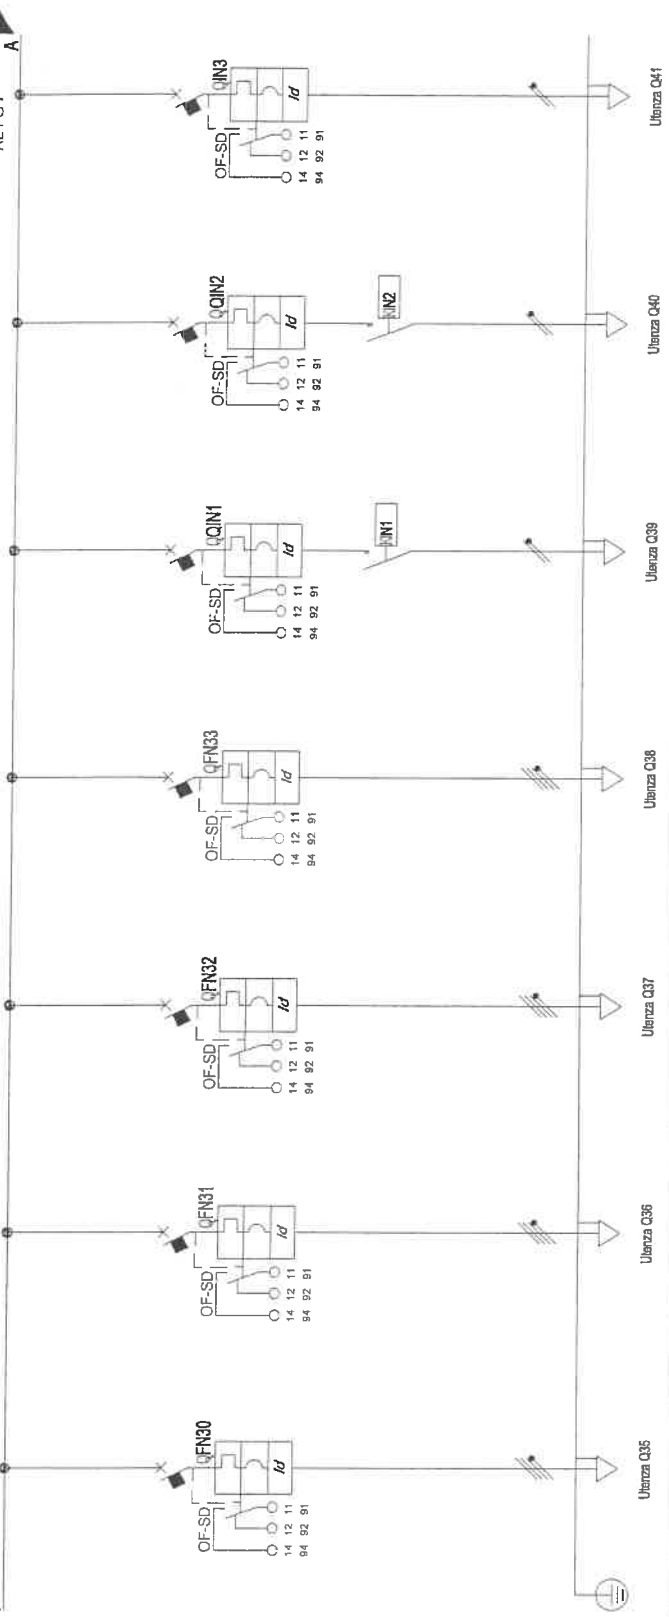 A
QFN30
OF-SD
Id
14 12 11
94 92 91
Utenza Q35
QFN31
OF-SD
Id
14 12 11
94 92 91
Utenza Q36
QFN32
OF-SD
Id
14 12 11
94 92 91
Utenza Q37
QFN33
OF-SD
Id
14 12 11
94 92 91
Utenza Q38
QQIN1
OF-SD
Id
14 12 11
94 92 91
KIN1
Utenza Q39
QQIN2
OF-SD
Id
14 12 11
94 92 91
KIN2
Utenza Q40
QIN3
OF-SD
Id
14 12 11
94 92 91
Utenza Q41